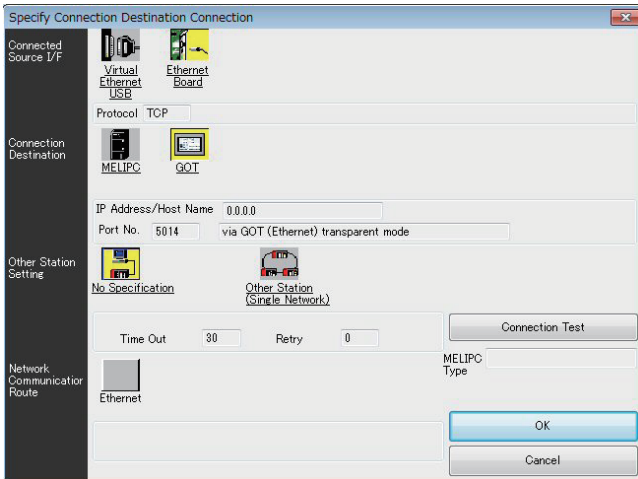 Specify Connection Destination Connection
Connected
Source I/F
Virtual
Ethernet
USB
Ethernet
Board
Protocol TCP
Connection
Destination
MELIPC
GOT
IP Address/Host Name 0.0.0.0
Port No. 5014 via GOT (Ethernet) transparent mode
Other Station
Setting
No Specification
Other Station
(Single Network)
Time Out 30 Retry 0
Connection Test
MELIPC
Type
Network
Communication
Route
Ethernet
OK
Cancel